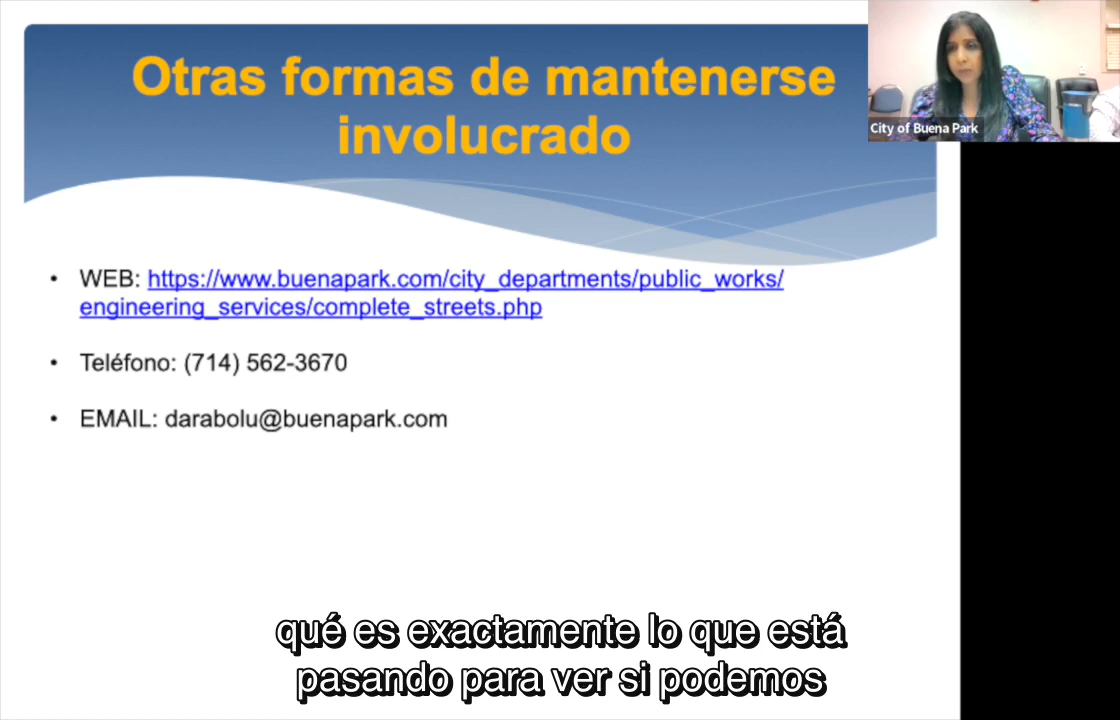 Otras formas de mantenerse
involucrado
City of Buena Park
• WEB: https://www.buenapark.com/city_departments/public_works/
engineering_services/complete_streets.php
• Teléfono: (714) 562-3670
• EMAIL: darabolu@buenapark.com
qué es exactamente lo que está
pasando para ver si podemos